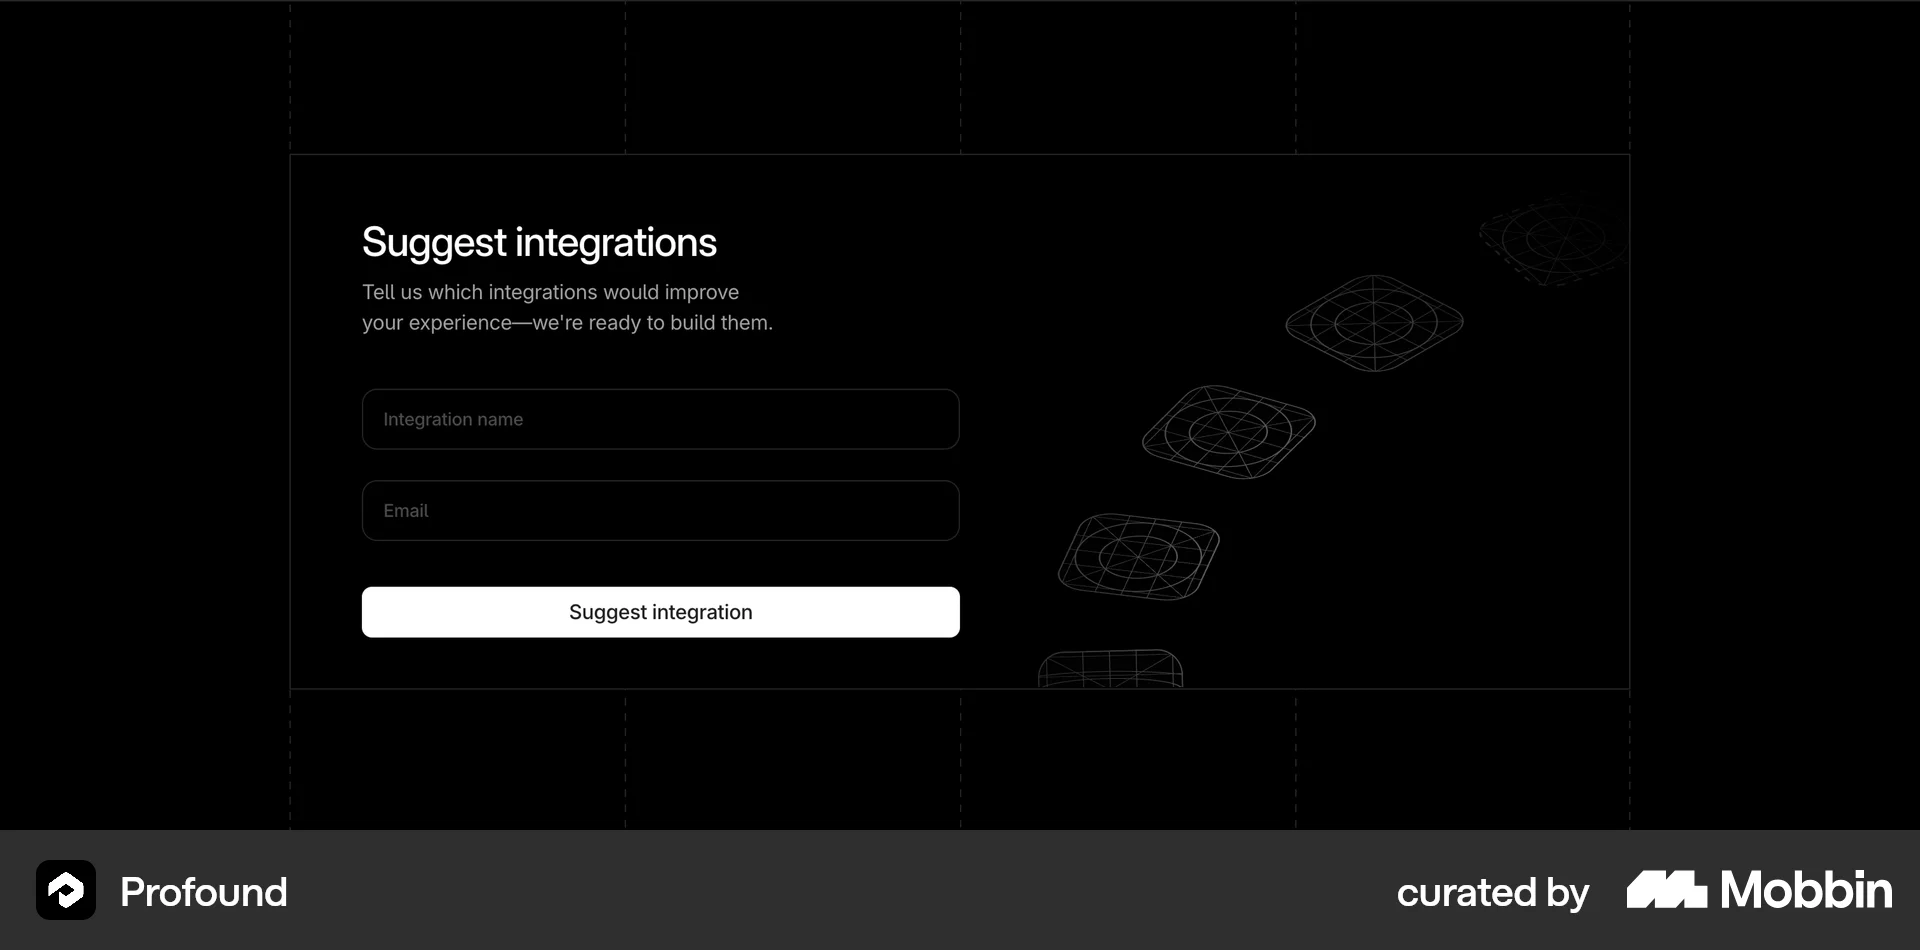 Suggest integrations
Tell us which integrations would improve
your experience—we're ready to build them.
Integration name
Email
Suggest integration
Profound
curated by Mobbin